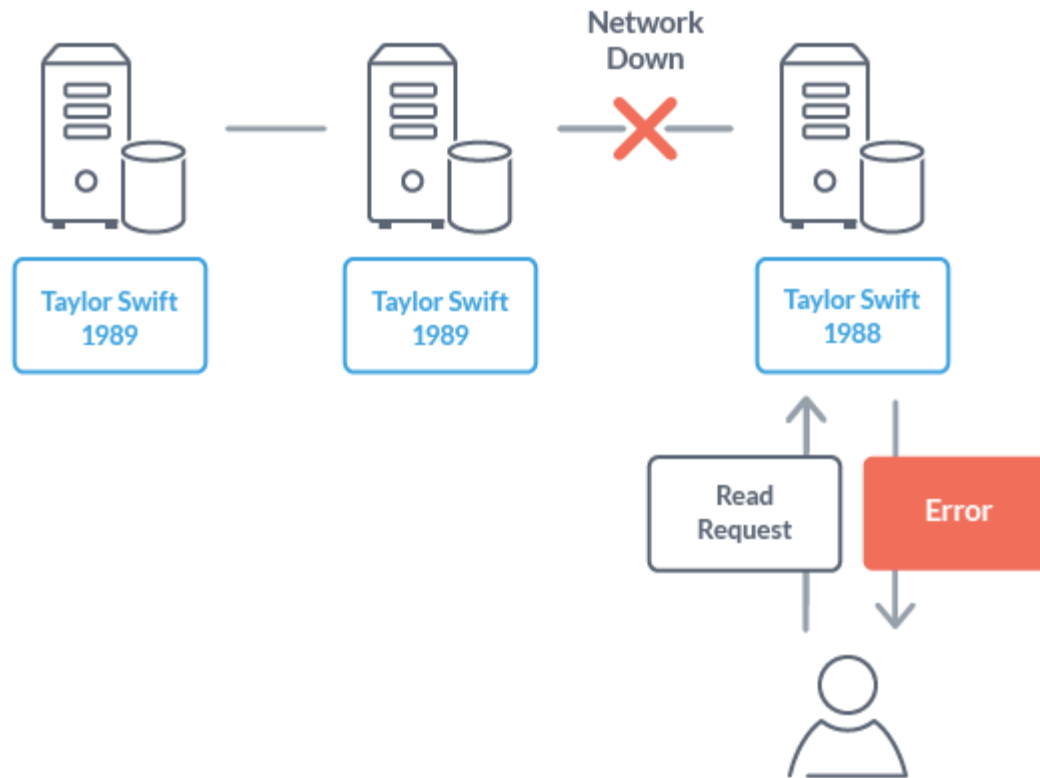 Network
Down
Taylor Swift
1989
Taylor Swift
1989
Taylor Swift
1988
Read
Request
Error